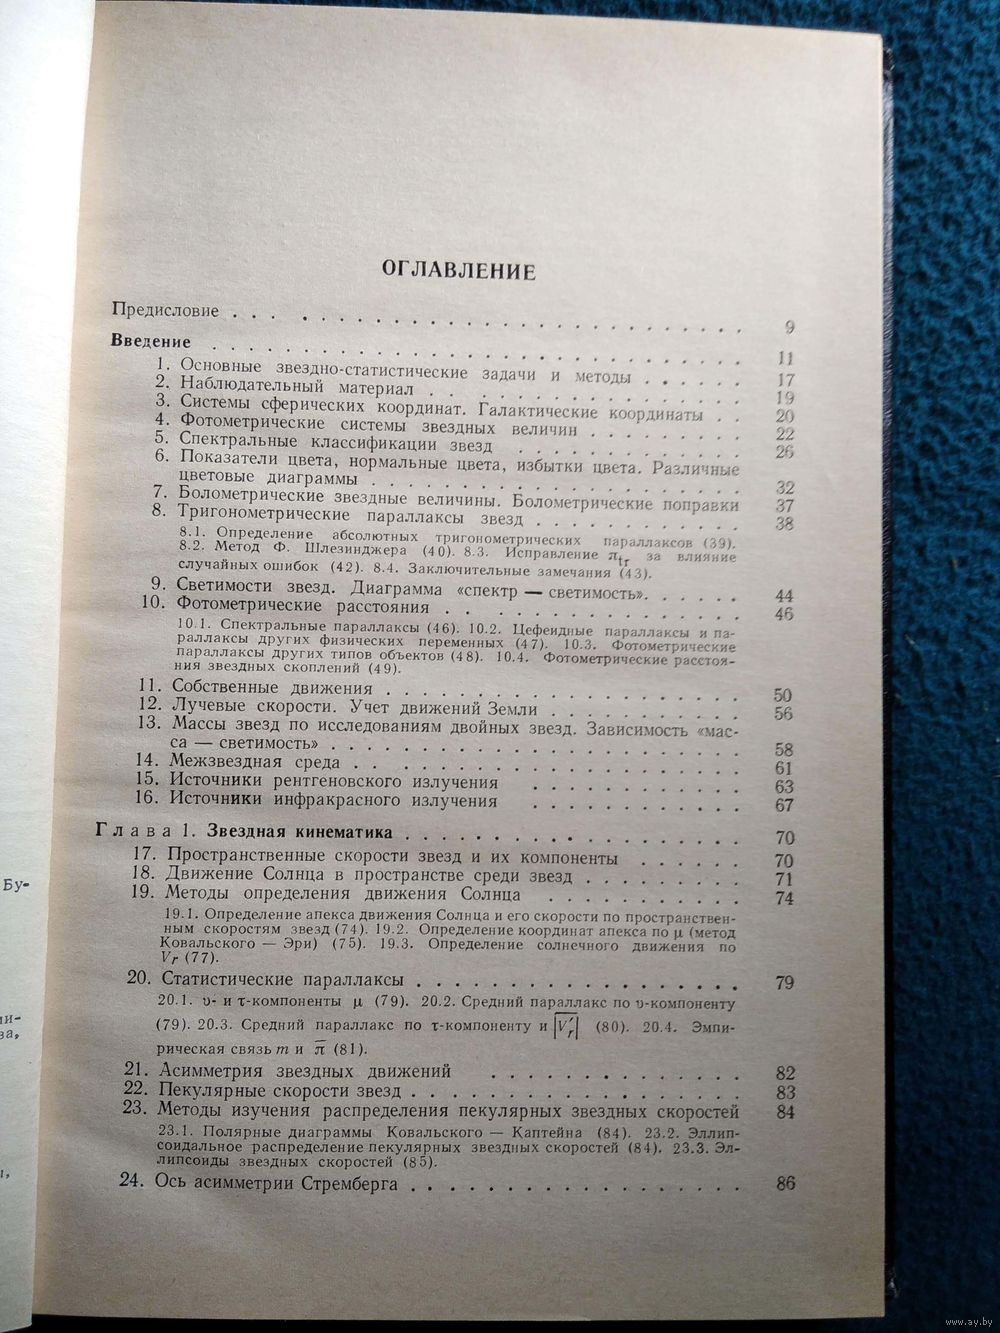 ОГЛАВЛЕНИЕ
Предисловие . . . . . . . . . . . . . . . . . . . . . . . . . 9
Введение . . . . . . . . . . . . . . . . . . . . . . . . . 11
1. Основные звездно-статистические задачи и методы . . . . . . 17
2. Наблюдательный материал . . . . . . . . . . . . . . . 19
3. Системы сферических координат. Галактические координаты . . 20
4. Фотометрические системы звездных величин . . . . . . . . 22
5. Спектральные классификации звезд . . . . . . . . . . . 26
6. Показатели цвета, нормальные цвета, избытки цвета. Различные
цветовые диаграммы . . . . . . . . . . . . . . . . . . 32
7. Болометрические звездные величины. Болометрические поправки 37
8. Тригонометрические параллаксы звезд . . . . . . . . . . 38
8.1. Определение абсолютных тригонометрических параллаксов (39).
8.2. Метод Ф. Шлезинджера (40). 8.3. Исправление πtr за влияние
случайных ошибок (42). 8.4. Заключительные замечания (43).
9. Светимости звезд. Диаграмма «спектр — светимость». . . . . . 44
10. Фотометрические расстояния . . . . . . . . . . . . . . 46
10.1. Спектральные параллаксы (46). 10.2. Цефеидные параллаксы и па-
раллаксы других физических переменных (47). 10.3. Фотометрические
параллаксы других типов объектов (48). 10.4. Фотометрические расстоя-
ния звездных скоплений (49).
11. Собственные движения . . . . . . . . . . . . . . . . . 50
12. Лучевые скорости. Учет движений Земли . . . . . . . . . . 56
13. Массы звезд по исследованиям двойных звезд. Зависимость «мас-
са — светимость» . . . . . . . . . . . . . . . . . . . . 58
14. Межзвездная среда . . . . . . . . . . . . . . . . . . . 61
15. Источники рентгеновского излучения . . . . . . . . . . . 63
16. Источники инфракрасного излучения . . . . . . . . . . . 67
Глава 1. Звездная кинематика . . . . . . . . . . . . . . . 70
17. Пространственные скорости звезд и их компоненты . . . . . . 70
18. Движение Солнца в пространстве среди звезд . . . . . . . . 71
19. Методы определения движения Солнца . . . . . . . . . . 74
19.1. Определение апекса движения Солнца и его скорости по пространствен-
ным скоростям звезд (74). 19.2. Определение координат апекса по μ (метод
Ковальского — Эри) (75). 19.3. Определение солнечного движения по
Vr (77).
20. Статистические параллаксы . . . . . . . . . . . . . . . . 79
20.1. υ- и τ-компоненты μ (79). 20.2. Средний параллакс по υ-компоненту
(79). 20.3. Средний параллакс по τ-компоненту и |V′r| (80). 20.4. Эмпи-
рическая связь m и π̄ (81).
21. Асимметрия звездных движений . . . . . . . . . . . . . 82
22. Пекулярные скорости звезд . . . . . . . . . . . . . . . . 83
23. Методы изучения распределения пекулярных звездных скоростей 84
23.1. Полярные диаграммы Ковальского — Каптейна (84). 23.2. Эллип-
соидальное распределение пекулярных звездных скоростей (84). 23.3. Эл-
липсоиды звездных скоростей (85).
24. Ось асимметрии Стремберга . . . . . . . . . . . . . . . . 86
Бу-
www.ay.by